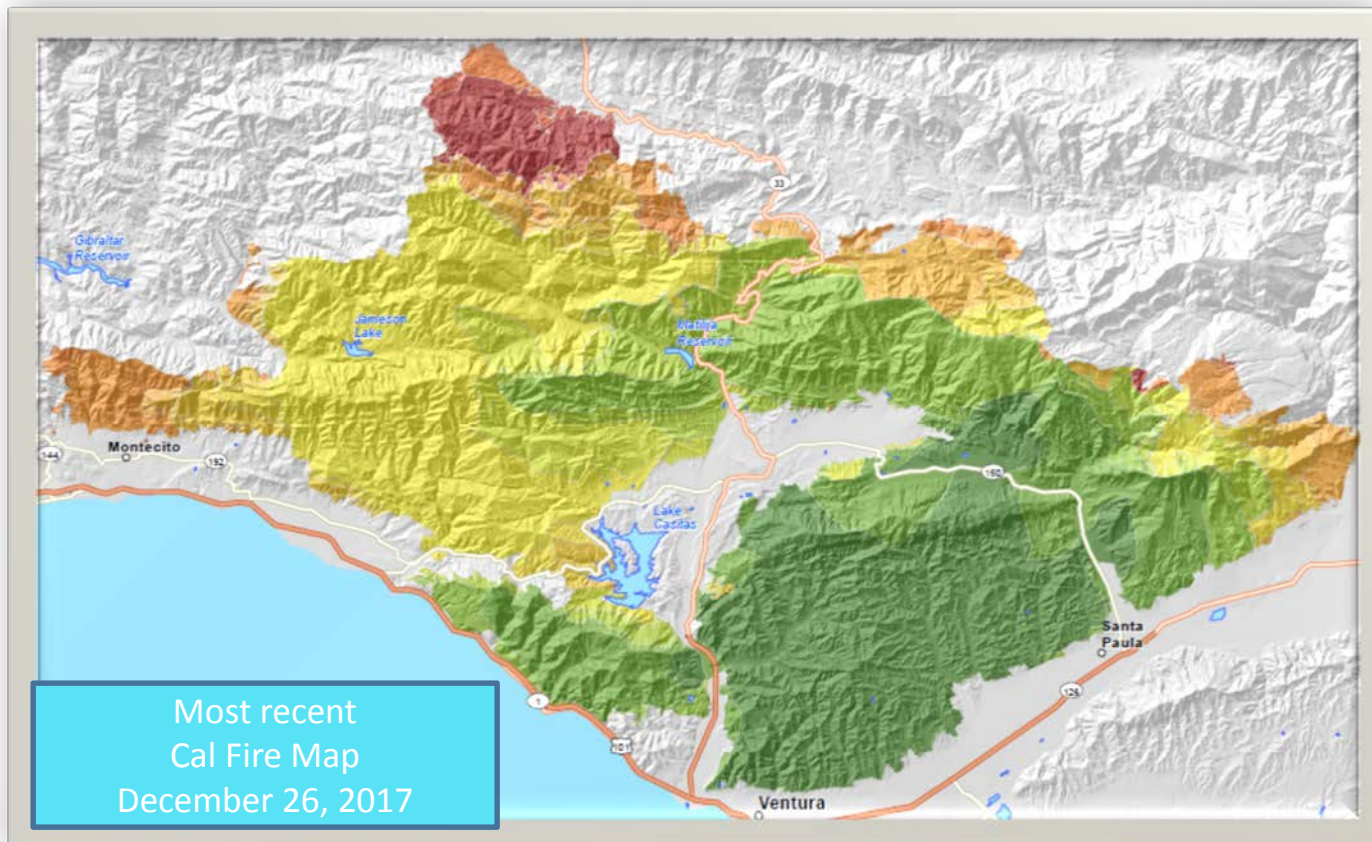 33
Gibraltar
Reservoir
Jameson
Lake
Matilija
Reservoir
Montecito
144
192
150
Lake
Casitas
Santa
Paula
126
1
101
Ventura
Most recent
Cal Fire Map
December 26, 2017